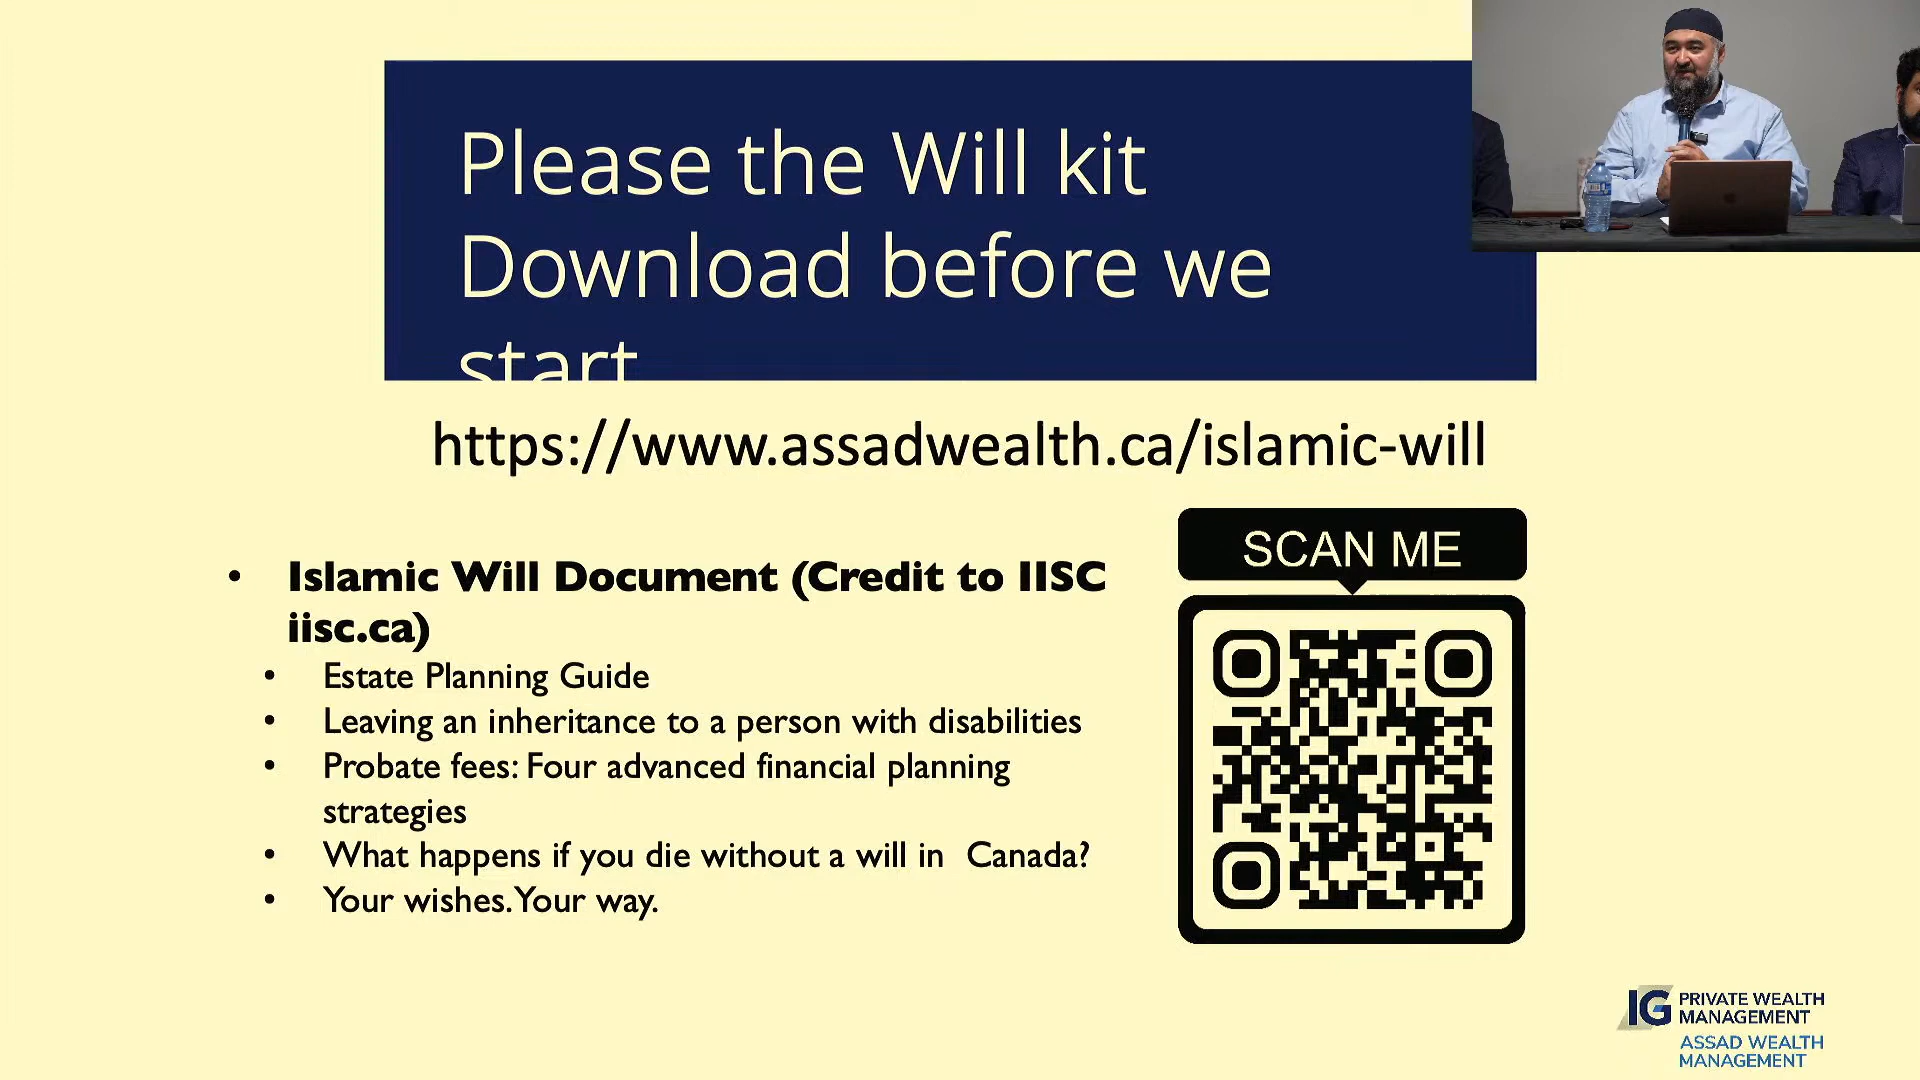 Please the Will kit
Download before we
start
https://www.assadwealth.ca/islamic-will
SCAN ME
• Islamic Will Document (Credit to IISC
iisc.ca)
• Estate Planning Guide
• Leaving an inheritance to a person with disabilities
• Probate fees: Four advanced financial planning
strategies
• What happens if you die without a will in  Canada?
• Your wishes. Your way.
IG PRIVATE WEALTH
MANAGEMENT
ASSAD WEALTH
MANAGEMENT